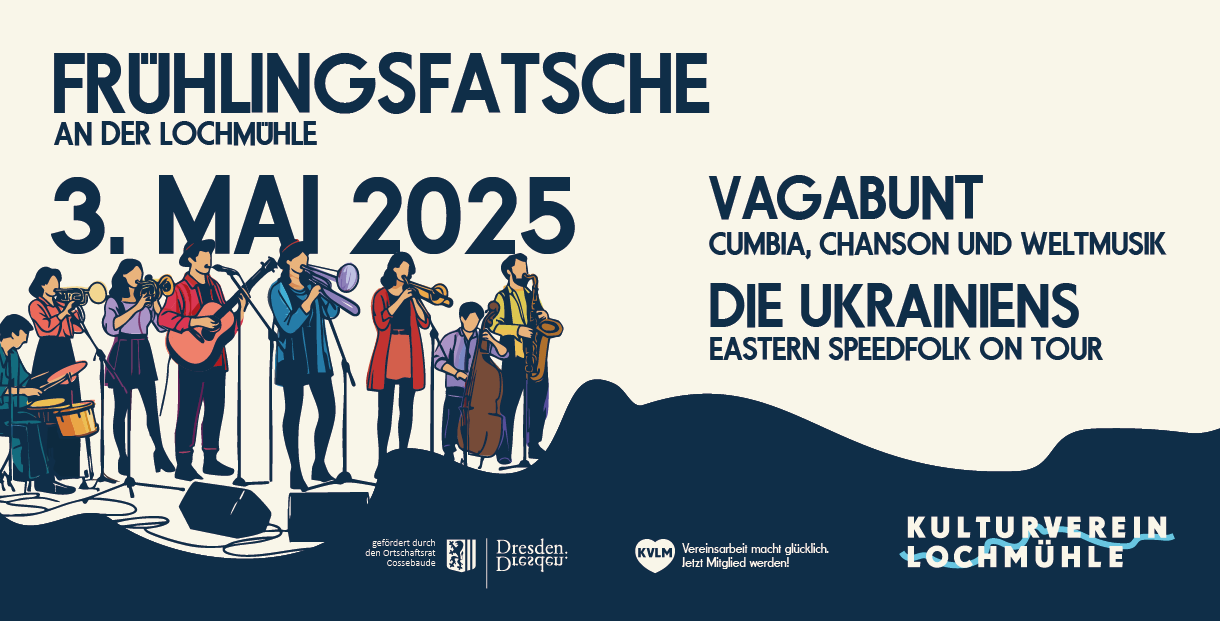 FRÜHLINGSFATSCHE
AN DER LOCHMÜHLE
3. MAI 2025
VAGABUNT
CUMBIA, CHANSON UND WELTMUSIK
DIE UKRAINIENS
EASTERN SPEEDFOLK ON TOUR
gefördert durch
den Ortschaftsrat
Cossebaude
Dresden.
Dresden.
KVLM
Vereinsarbeit macht glücklich.
Jetzt Mitglied werden!
KULTURVEREIN
LOCHMÜHLE